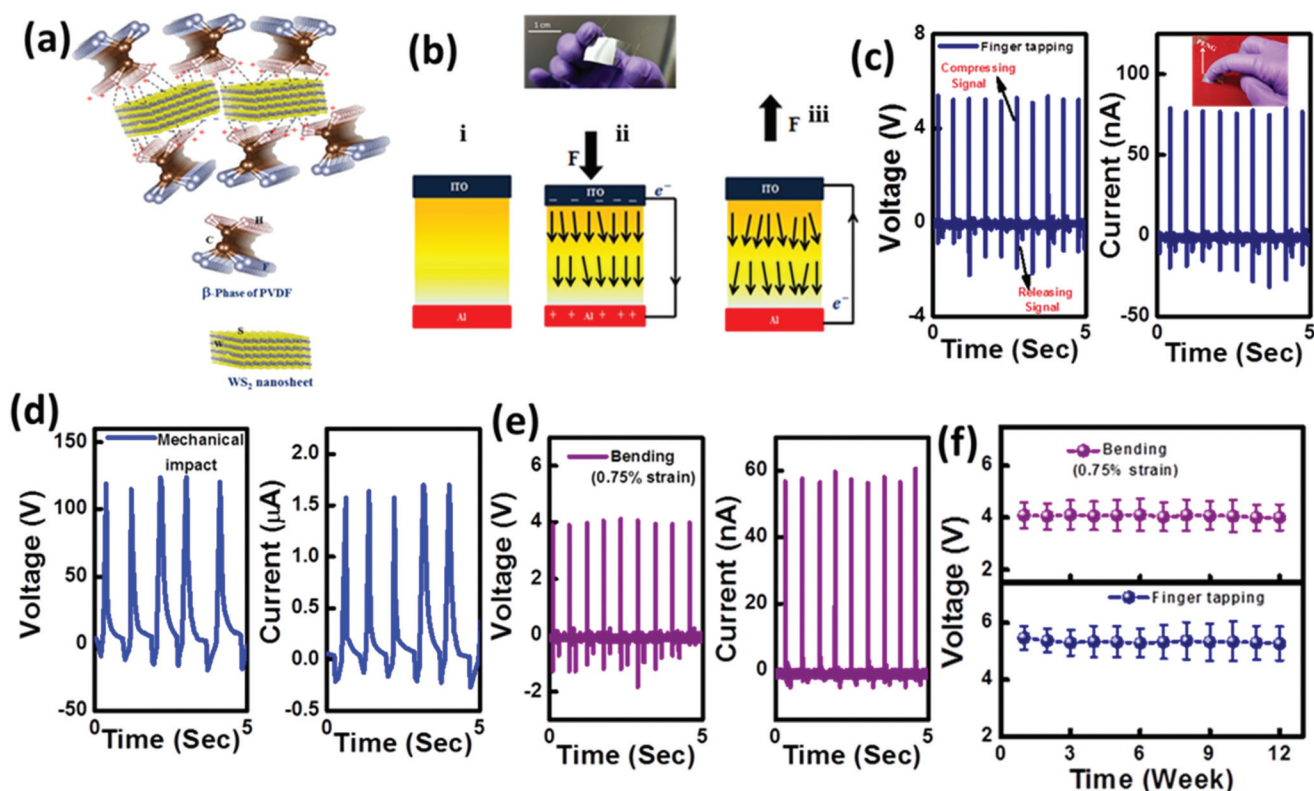 (a)
H
C
F
β-Phase of PVDF
S
W
WS2 nanosheet
(b)
1 cm
i
ii
F
F
iii
ITO
ITO
e−
− − − − −
ITO
Al
+ + Al + + +
Al
e−
(c)
Voltage (V)
8
4
0
-4
Finger tapping
Compressing
Signal
Releasing
Signal
0
5
Time (Sec)
Current (nA)
100
50
0
-50
PENG
0
5
Time (Sec)
(d)
Voltage (V)
150
100
50
0
-50
Mechanical
impact
0
5
Time (Sec)
Current (μA)
2.0
1.5
1.0
0.5
0.0
-0.5
0
5
Time (Sec)
(e)
Voltage (V)
6
4
2
0
-2
Bending
(0.75% strain)
0
5
Time (Sec)
Current (nA)
60
40
20
0
0
5
Time (Sec)
(f)
Voltage (V)
6
4
2
Bending
(0.75% strain)
Voltage (V)
6
5
2
Finger tapping
3
6
9
12
Time (Week)